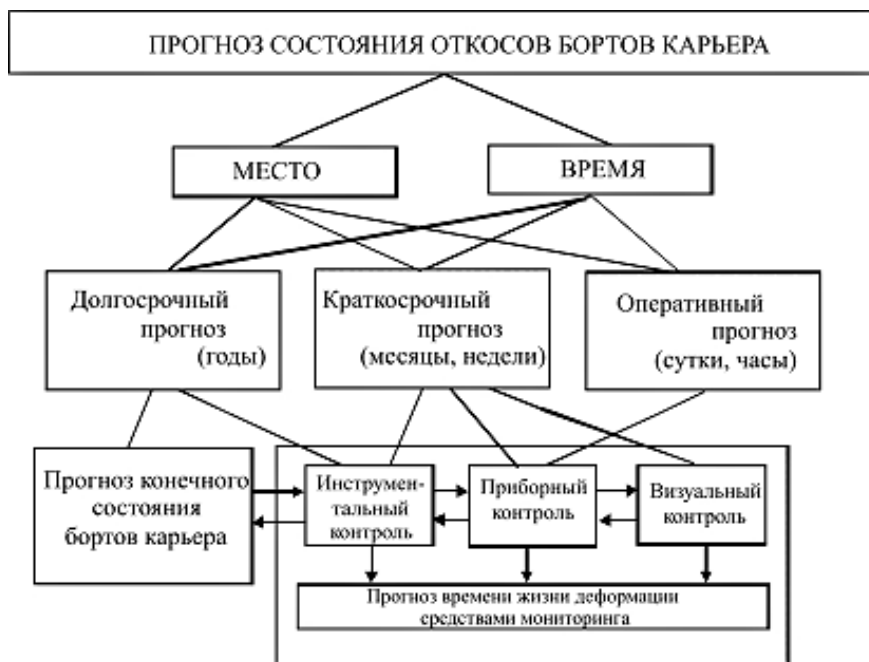 ПРОГНОЗ СОСТОЯНИЯ ОТКОСОВ БОРТОВ КАРЬЕРА
МЕСТО
ВРЕМЯ
Долгосрочный
прогноз
(годы)
Краткосрочный
прогноз
(месяцы, недели)
Оперативный
прогноз
(сутки, часы)
Прогноз конечного
состояния
бортов карьера
Инструмен-
тальный
контроль
Приборный
контроль
Визуальный
контроль
Прогноз времени жизни деформации
средствами мониторинга